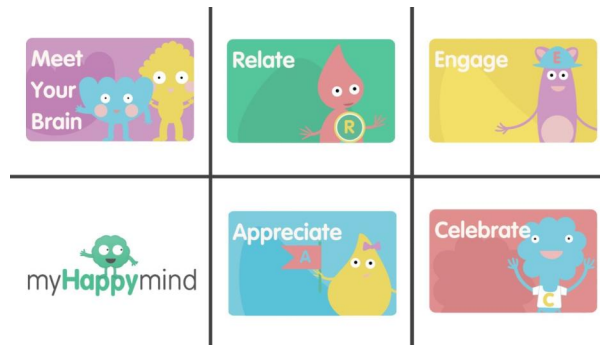 Meet
Your
Brain
Relate
R
Engage
E
myHappymind
Appreciate
A
Celebrate
C